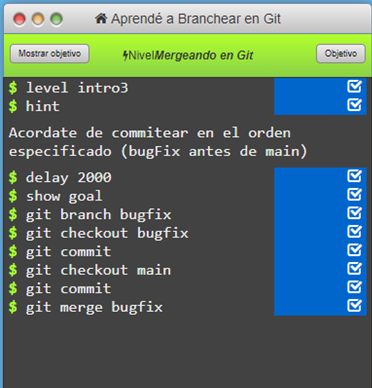 Aprendé a Branchear en Git
Mostrar objetivo
Nivel Mergeando en Git
Objetivo
$ level intro3
$ hint
Acordate de commitear en el orden
especificado (bugFix antes de main)
$ delay 2000
$ show goal
$ git branch bugfix
$ git checkout bugfix
$ git commit
$ git checkout main
$ git commit
$ git merge bugfix